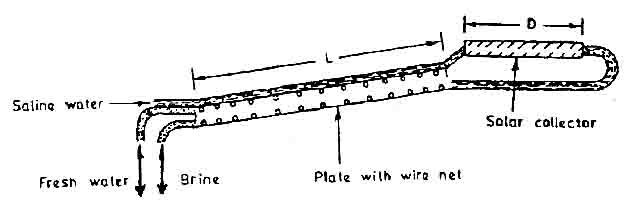 D
L
Saline water
Solar collector
Fresh water
Brine
Plate with wire net